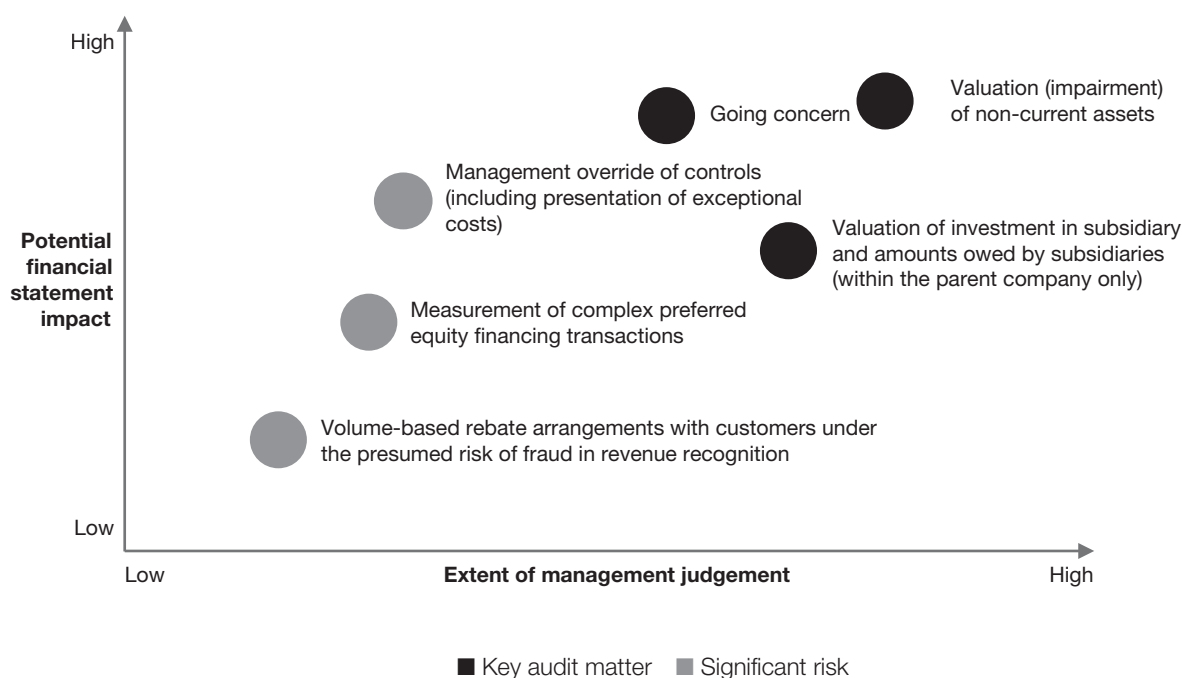 High
Valuation (impairment)
of non-current assets
Going concern
Management override of controls
(including presentation of exceptional
costs)
Valuation of investment in subsidiary
and amounts owed by subsidiaries
(within the parent company only)
Potential
financial
statement
impact
Measurement of complex preferred
equity financing transactions
Volume-based rebate arrangements with customers under
the presumed risk of fraud in revenue recognition
Low
Low
Extent of management judgement
High
Key audit matter
Significant risk